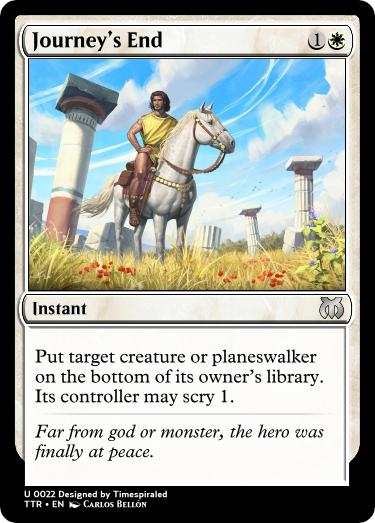 Journey's End 1
Instant
Put target creature or planeswalker
on the bottom of its owner's library.
Its controller may scry 1.
Far from god or monster, the hero was
finally at peace.
U 0022 Designed by Timespiraled
TTR • EN Carlos Bellón